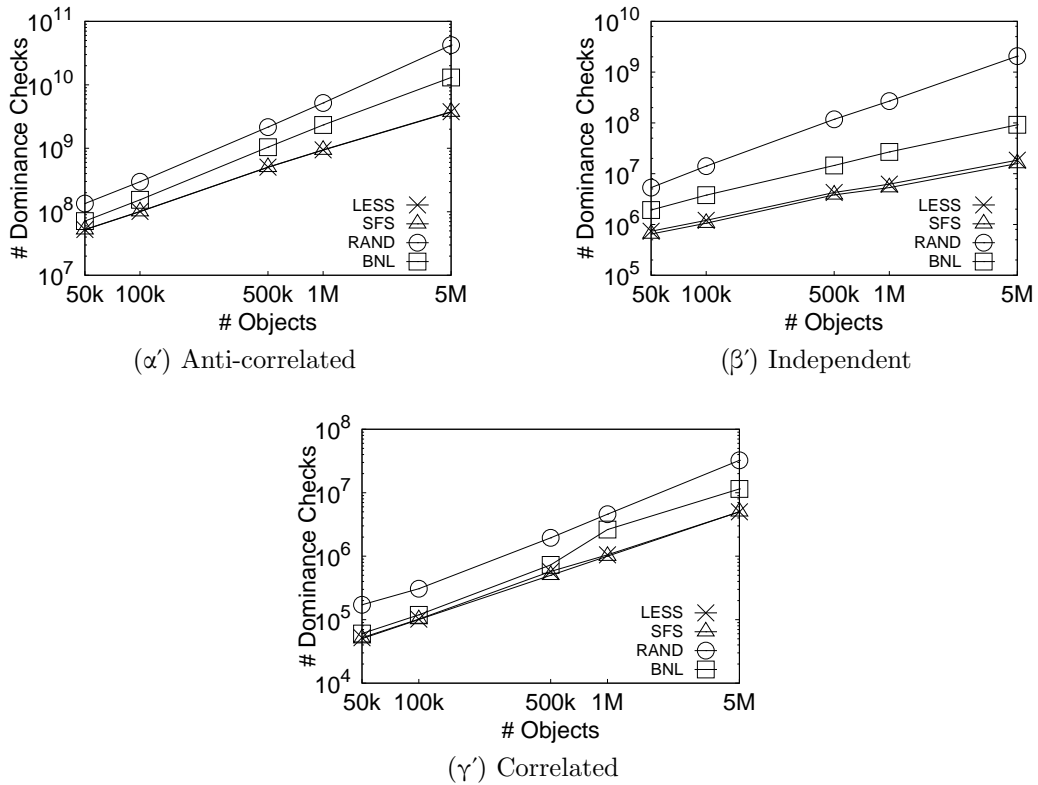 # Dominance Checks
10^11
10^10
10^9
10^8
10^7
50k 100k 500k 1M 5M
# Objects
LESS
SFS
RAND
BNL
(α′) Anti-correlated
# Dominance Checks
10^10
10^9
10^8
10^7
10^6
10^5
50k 100k 500k 1M 5M
# Objects
LESS
SFS
RAND
BNL
(β′) Independent
# Dominance Checks
10^8
10^7
10^6
10^5
10^4
50k 100k 500k 1M 5M
# Objects
LESS
SFS
RAND
BNL
(γ′) Correlated